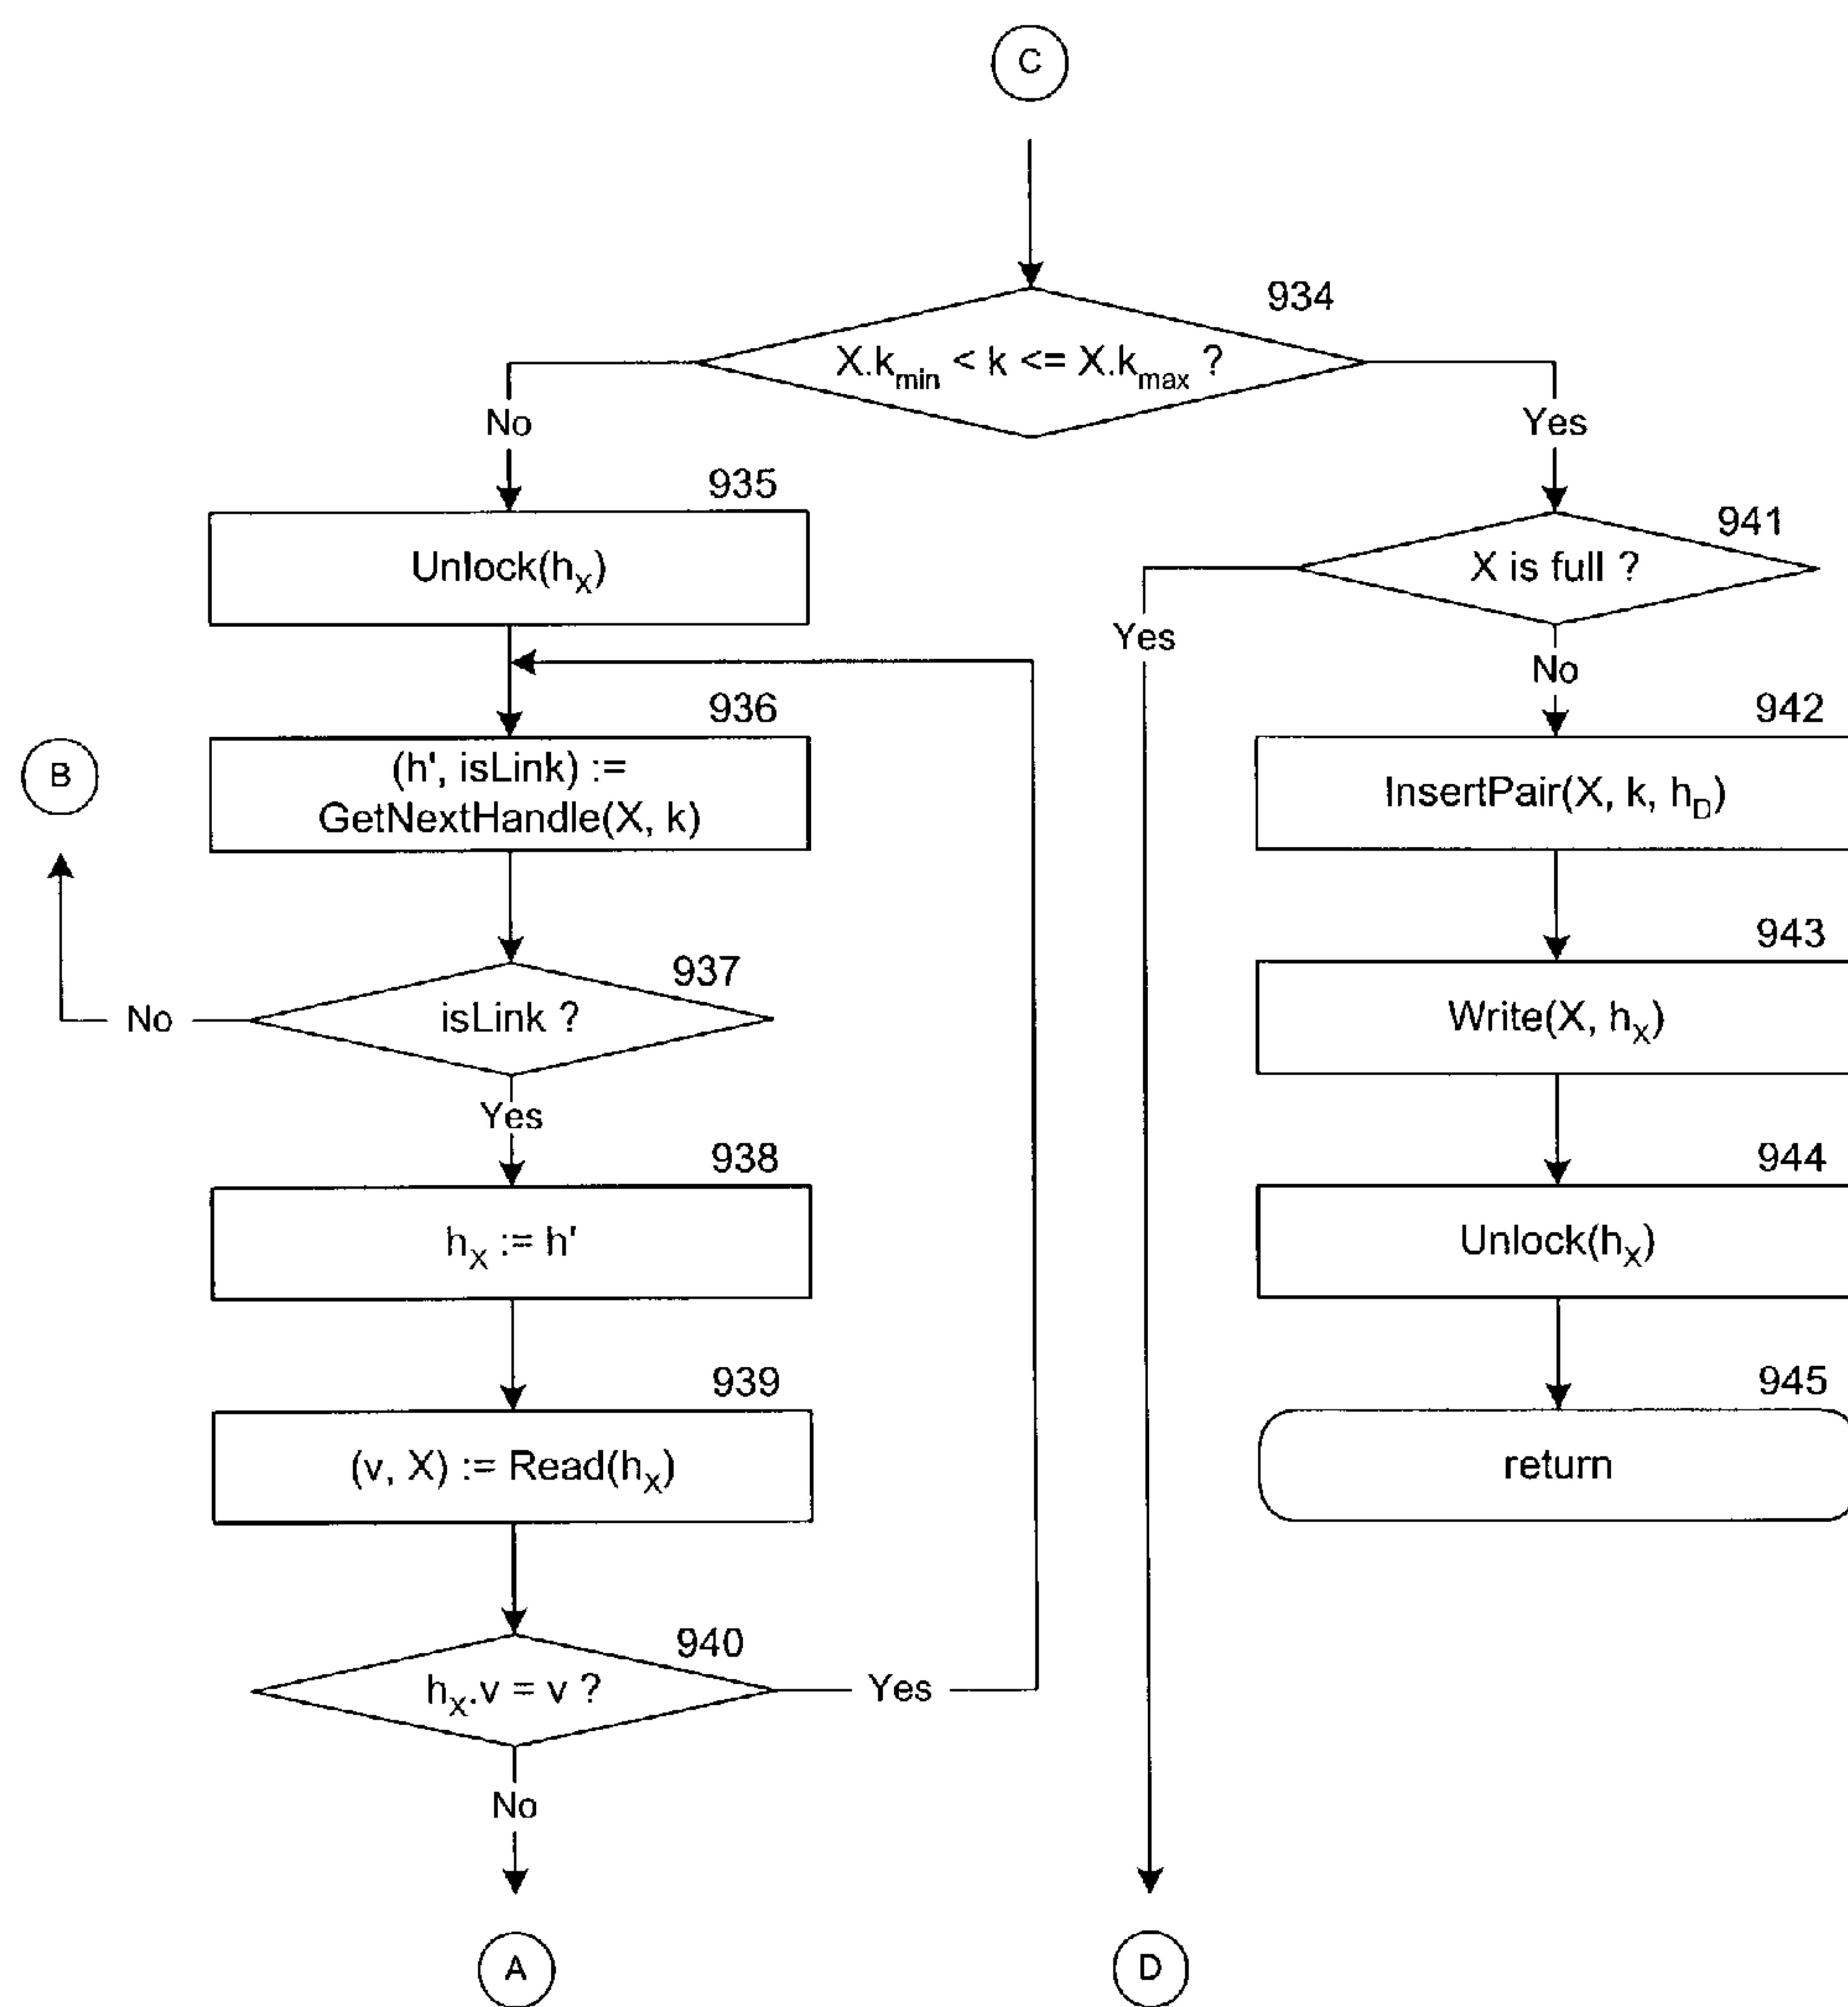 C
934
X.kmin < k <= X.kmax ?
No
Yes
935
Unlock(hX)
941
X is full ?
Yes
No
936
(h', isLink) :=
GetNextHandle(X, k)
B
942
InsertPair(X, k, hD)
937
isLink ?
No
Yes
943
Write(X, hX)
938
hX := h'
944
Unlock(hX)
939
(v, X) := Read(hX)
945
return
940
hX.v = v ?
Yes
No
A
D